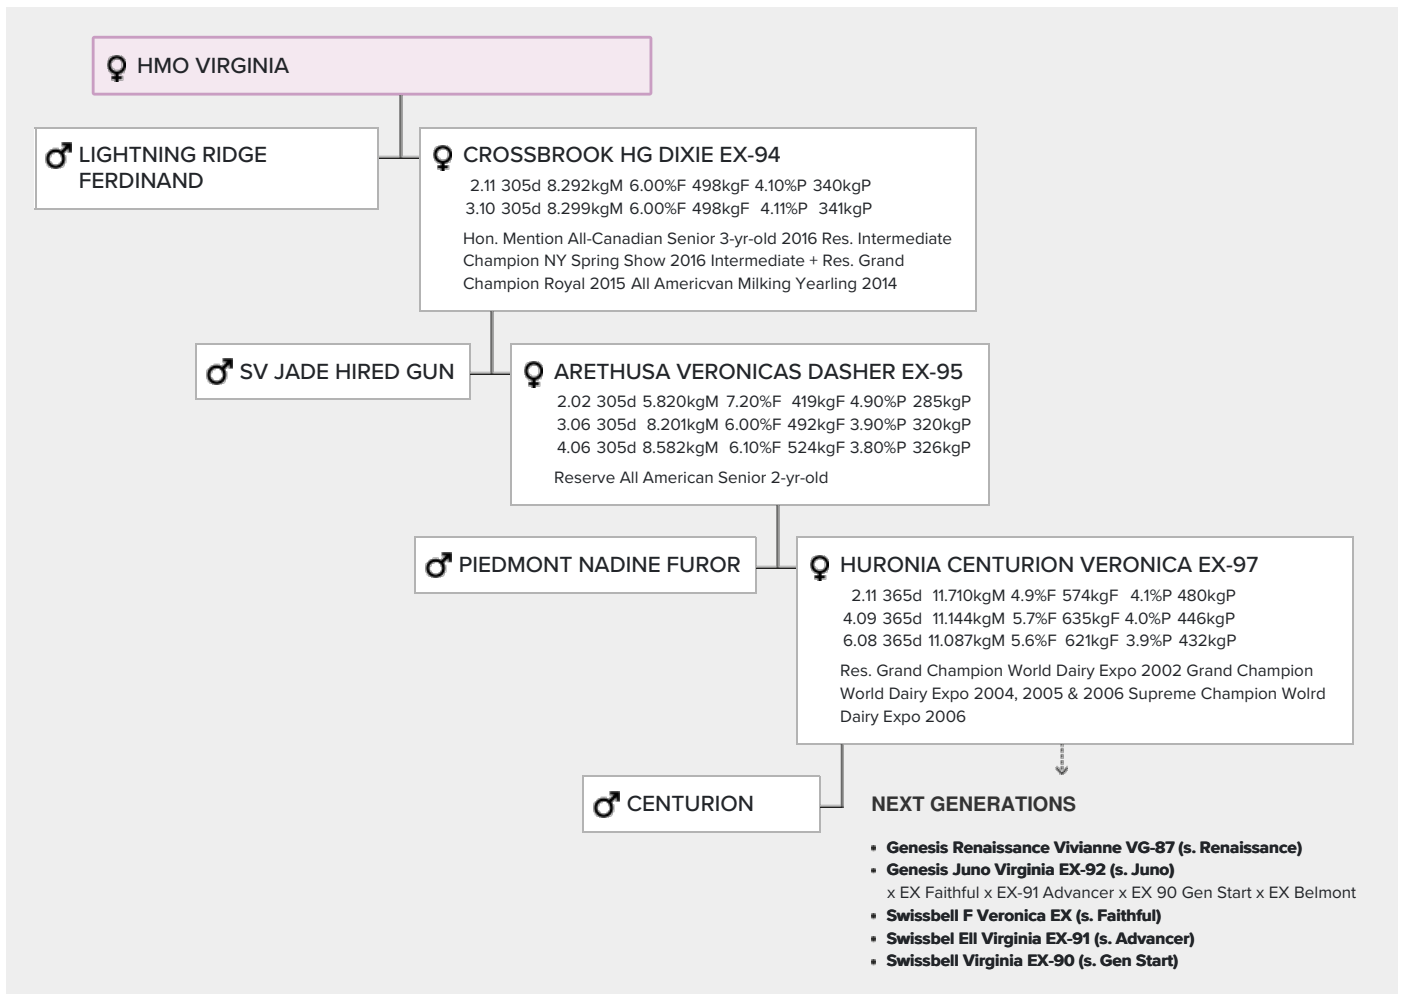 HMO VIRGINIA
LIGHTNING RIDGE
FERDINAND
CROSSBROOK HG DIXIE EX-94
2.11 305d 8.292kgM 6.00%F 498kgF 4.10%P 340kgP
3.10 305d 8.299kgM 6.00%F 498kgF 4.11%P 341kgP
Hon. Mention All-Canadian Senior 3-yr-old 2016 Res. Intermediate
Champion NY Spring Show 2016 Intermediate + Res. Grand
Champion Royal 2015 All Americvan Milking Yearling 2014
SV JADE HIRED GUN
ARETHUSA VERONICAS DASHER EX-95
2.02 305d 5.820kgM 7.20%F 419kgF 4.90%P 285kgP
3.06 305d 8.201kgM 6.00%F 492kgF 3.90%P 320kgP
4.06 305d 8.582kgM 6.10%F 524kgF 3.80%P 326kgP
Reserve All American Senior 2-yr-old
PIEDMONT NADINE FUROR
HURONIA CENTURION VERONICA EX-97
2.11 365d 11.710kgM 4.9%F 574kgF 4.1%P 480kgP
4.09 365d 11.144kgM 5.7%F 635kgF 4.0%P 446kgP
6.08 365d 11.087kgM 5.6%F 621kgF 3.9%P 432kgP
Res. Grand Champion World Dairy Expo 2002 Grand Champion
World Dairy Expo 2004, 2005 & 2006 Supreme Champion Wolrd
Dairy Expo 2006
CENTURION
NEXT GENERATIONS
• Genesis Renaissance Vivianne VG-87 (s. Renaissance)
• Genesis Juno Virginia EX-92 (s. Juno)
x EX Faithful x EX-91 Advancer x EX 90 Gen Start x EX Belmont
• Swissbell F Veronica EX (s. Faithful)
• Swissbel Ell Virginia EX-91 (s. Advancer)
• Swissbell Virginia EX-90 (s. Gen Start)